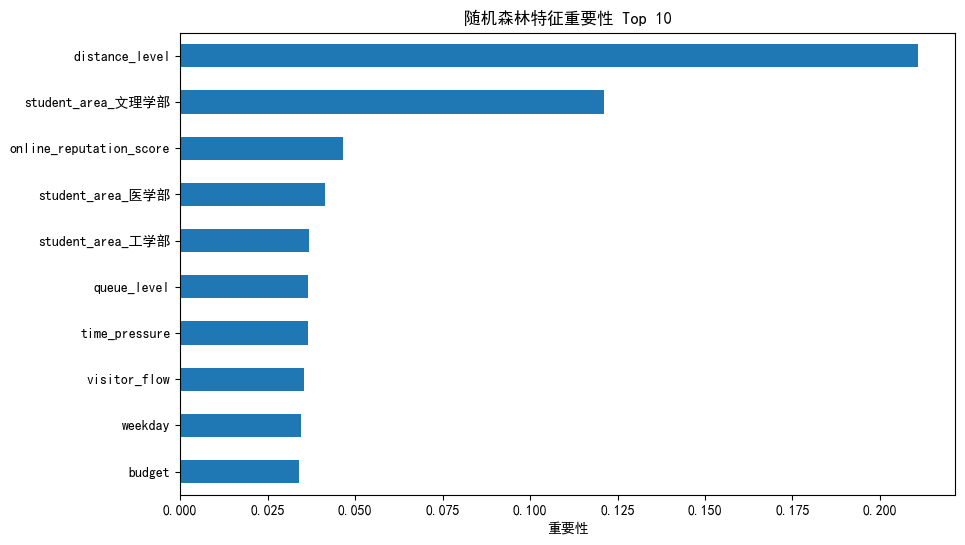 随机森林特征重要性 Top 10
distance_level
student_area_文理学部
online_reputation_score
student_area_医学部
student_area_工学部
queue_level
time_pressure
visitor_flow
weekday
budget
0.000 0.025 0.050 0.075 0.100 0.125 0.150 0.175 0.200
重要性